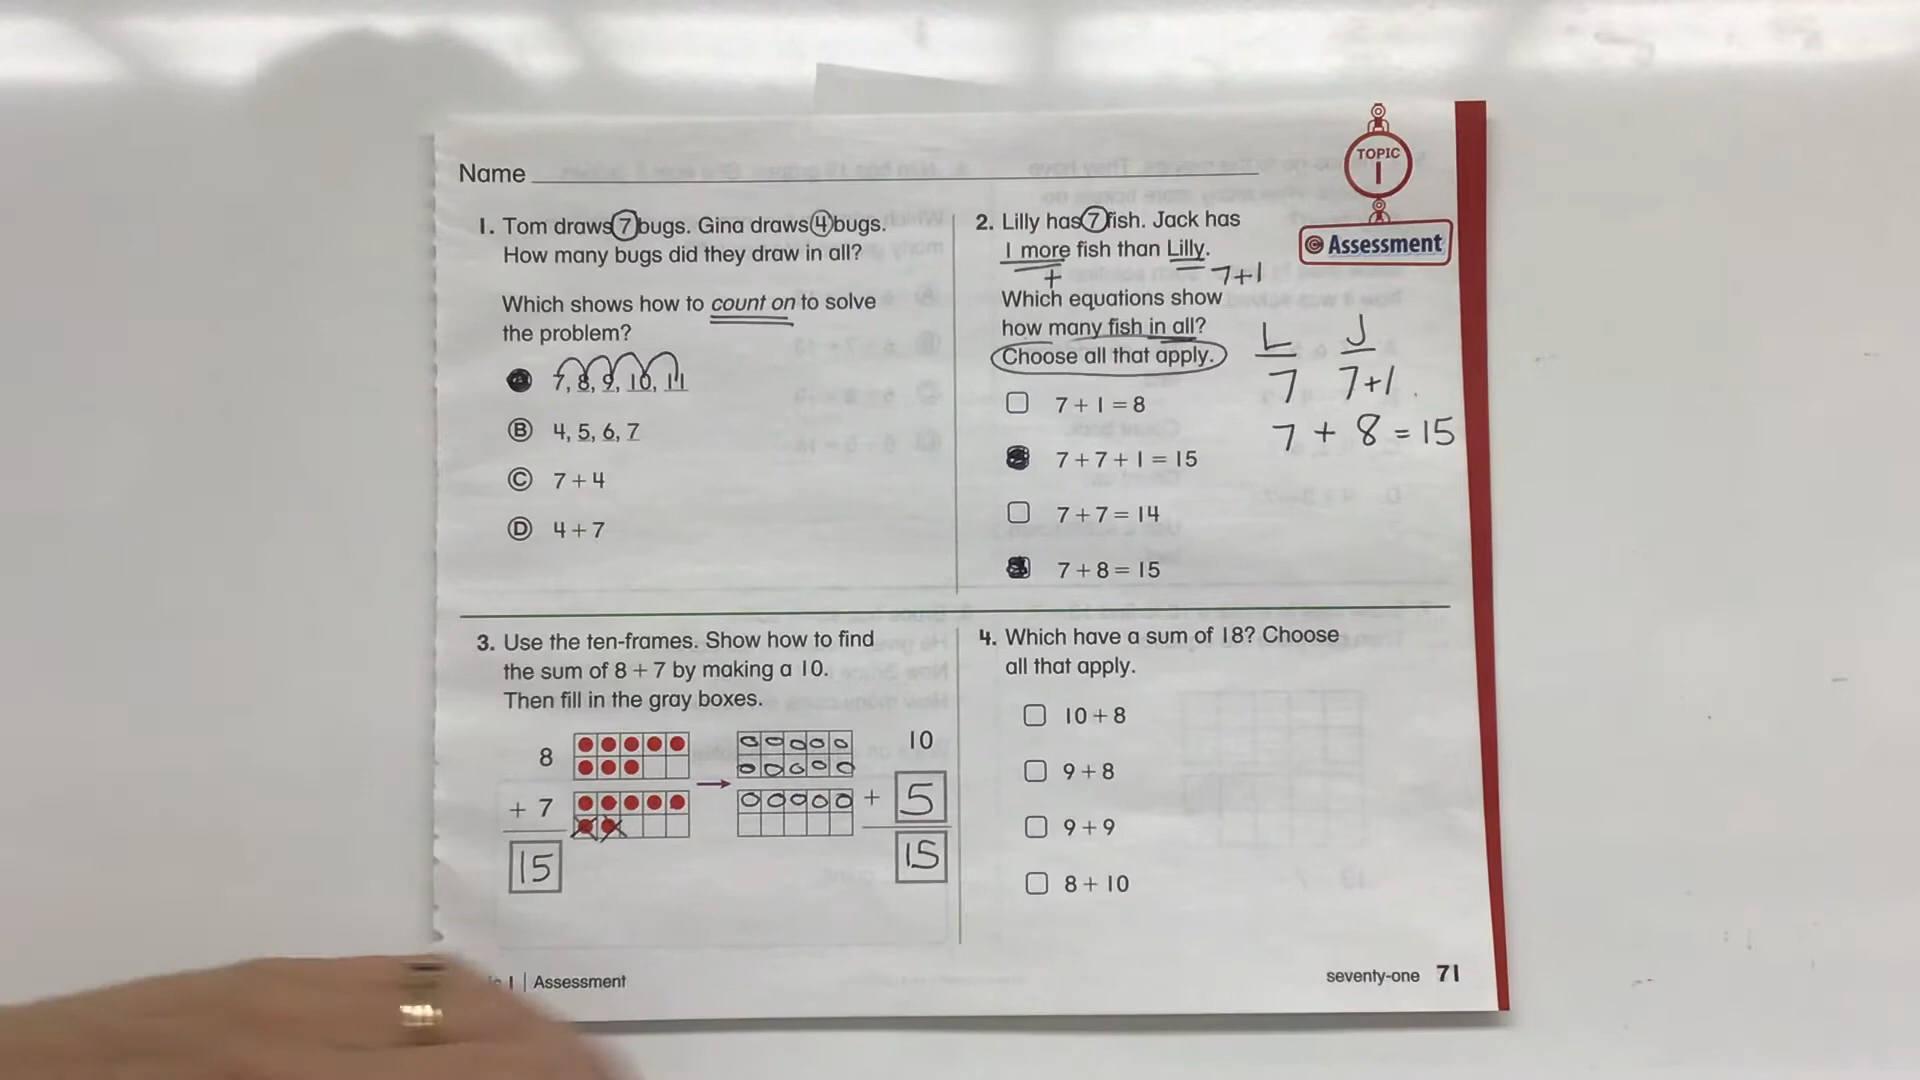 Name
TOPIC
1
Assessment
1. Tom draws 7 bugs. Gina draws 4 bugs.
How many bugs did they draw in all?
Which shows how to count on to solve
the problem?
7, 8, 9, 10, 11
B 4, 5, 6, 7
C 7 + 4
D 4 + 7
2. Lilly has 7 fish. Jack has
1 more fish than Lilly.
+ 7+1
Which equations show
how many fish in all?
Choose all that apply.
L J
7 7+1
7 + 8 = 15
7 + 1 = 8
7 + 7 + 1 = 15
7 + 7 = 14
7 + 8 = 15
3. Use the ten-frames. Show how to find
the sum of 8 + 7 by making a 10.
Then fill in the gray boxes.
8
+ 7
15
10
+ 5
15
4. Which have a sum of 18? Choose
all that apply.
10 + 8
9 + 8
9 + 9
8 + 10
1 | Assessment
seventy-one 71